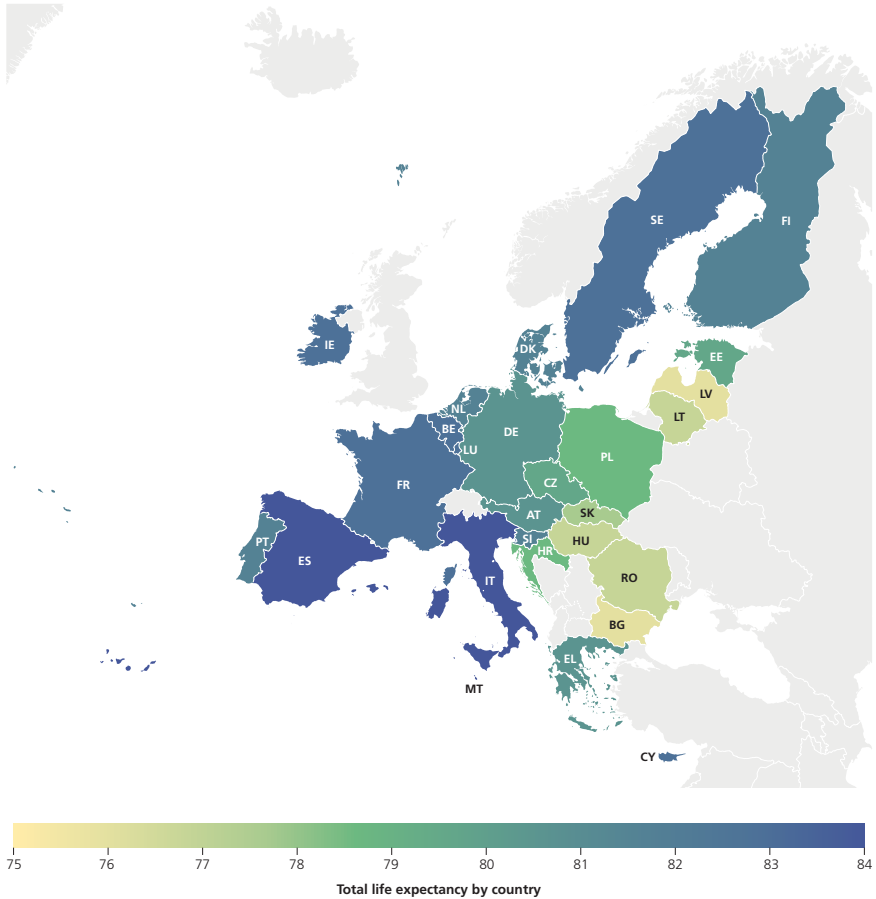 SE
FI
IE
DK
EE
LV
LT
NL
BE
DE
LU
PL
FR
CZ
SK
AT
HU
SI
HR
PT
ES
IT
RO
BG
EL
MT
CY
75 76 77 78 79 80 81 82 83 84
Total life expectancy by country